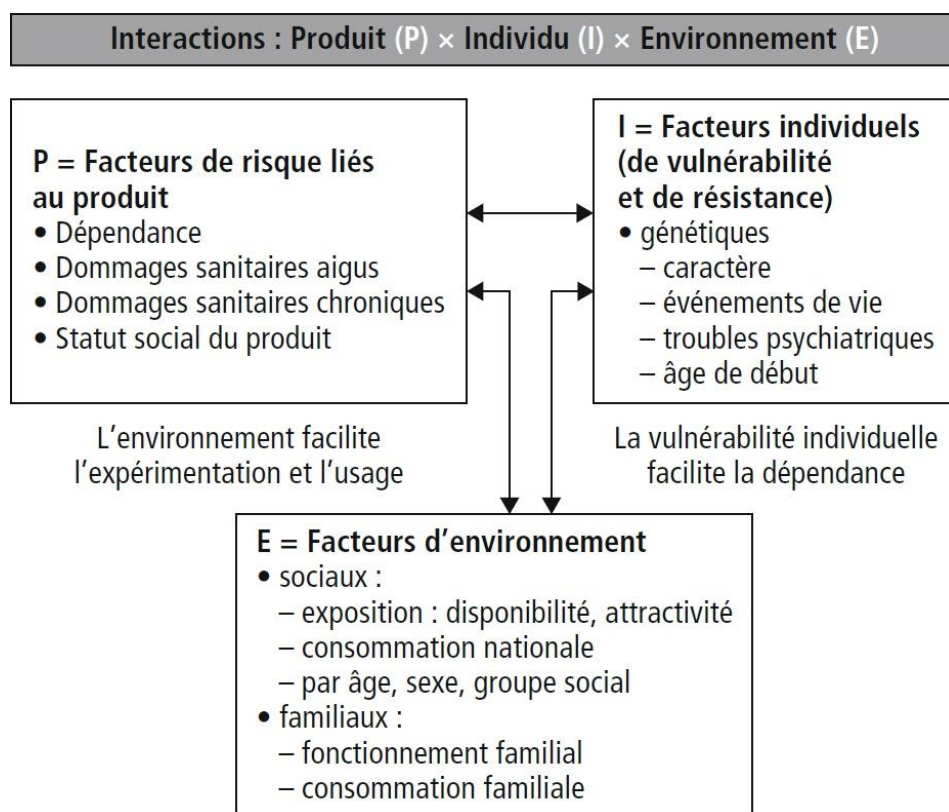 Interactions : Produit (P) × Individu (I) × Environnement (E)
P = Facteurs de risque liés
au produit
• Dépendance
• Dommages sanitaires aigus
• Dommages sanitaires chroniques
• Statut social du produit
I = Facteurs individuels
(de vulnérabilité
et de résistance)
• génétiques
– caractère
– événements de vie
– troubles psychiatriques
– âge de début
L’environnement facilite
l’expérimentation et l’usage
La vulnérabilité individuelle
facilite la dépendance
E = Facteurs d’environnement
• sociaux :
– exposition : disponibilité, attractivité
– consommation nationale
– par âge, sexe, groupe social
• familiaux :
– fonctionnement familial
– consommation familiale